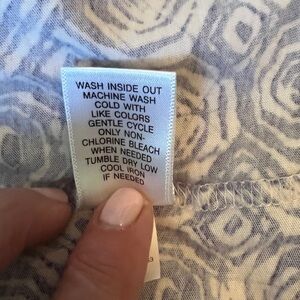 WASH INSIDE OUT
MACHINE WASH
COLD WITH
LIKE COLORS
GENTLE CYCLE
ONLY NON-
CHLORINE BLEACH
WHEN NEEDED
TUMBLE DRY LOW
COOL IRON
IF NEEDED